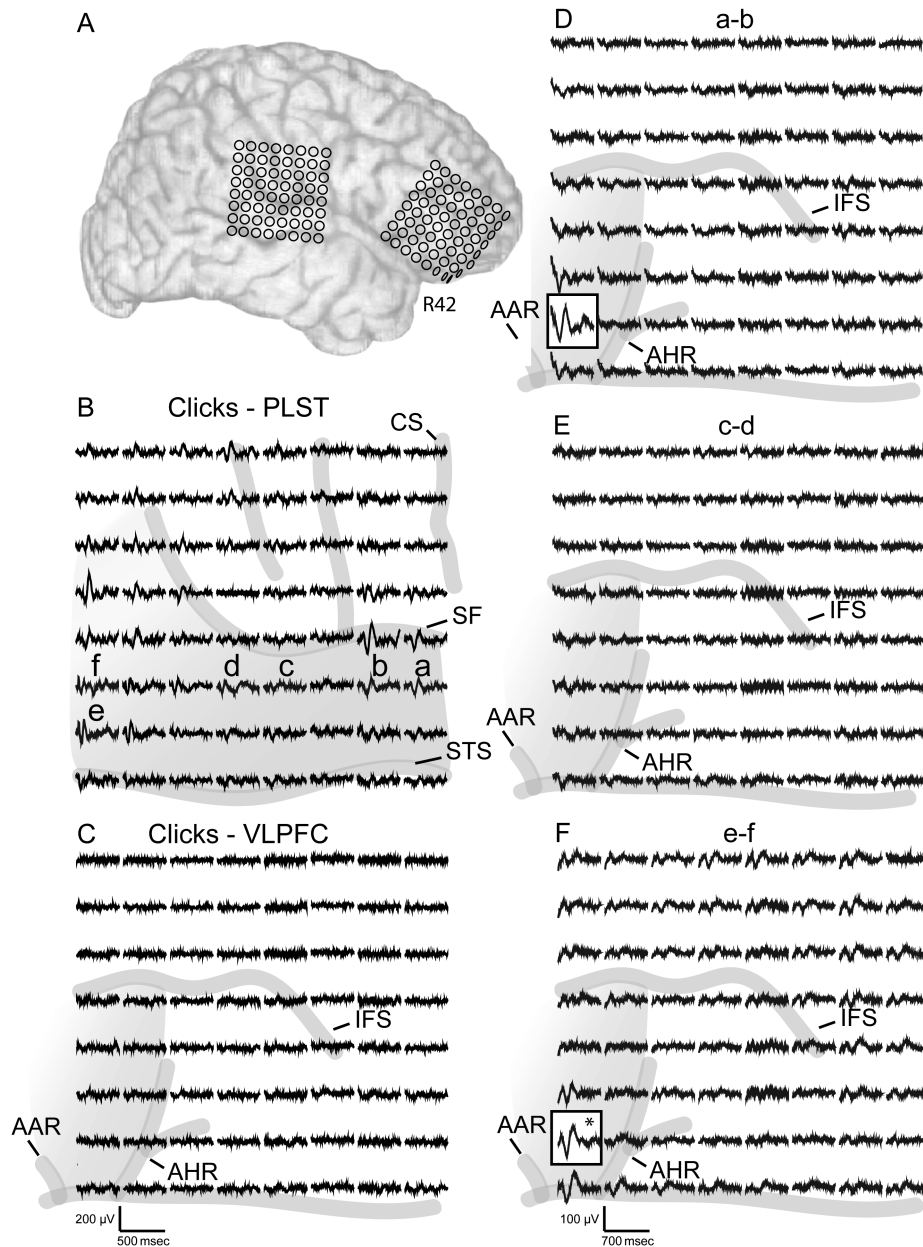 A
R42
B Clicks - PLST
CS
SF
f d c b a
e
STS
C Clicks - VLPFC
IFS
AAR
AHR
200 µV
500 msec
D a-b
IFS
AAR
AHR
E c-d
IFS
AAR
AHR
F e-f
IFS
AAR
*
AHR
100 µV
700 msec